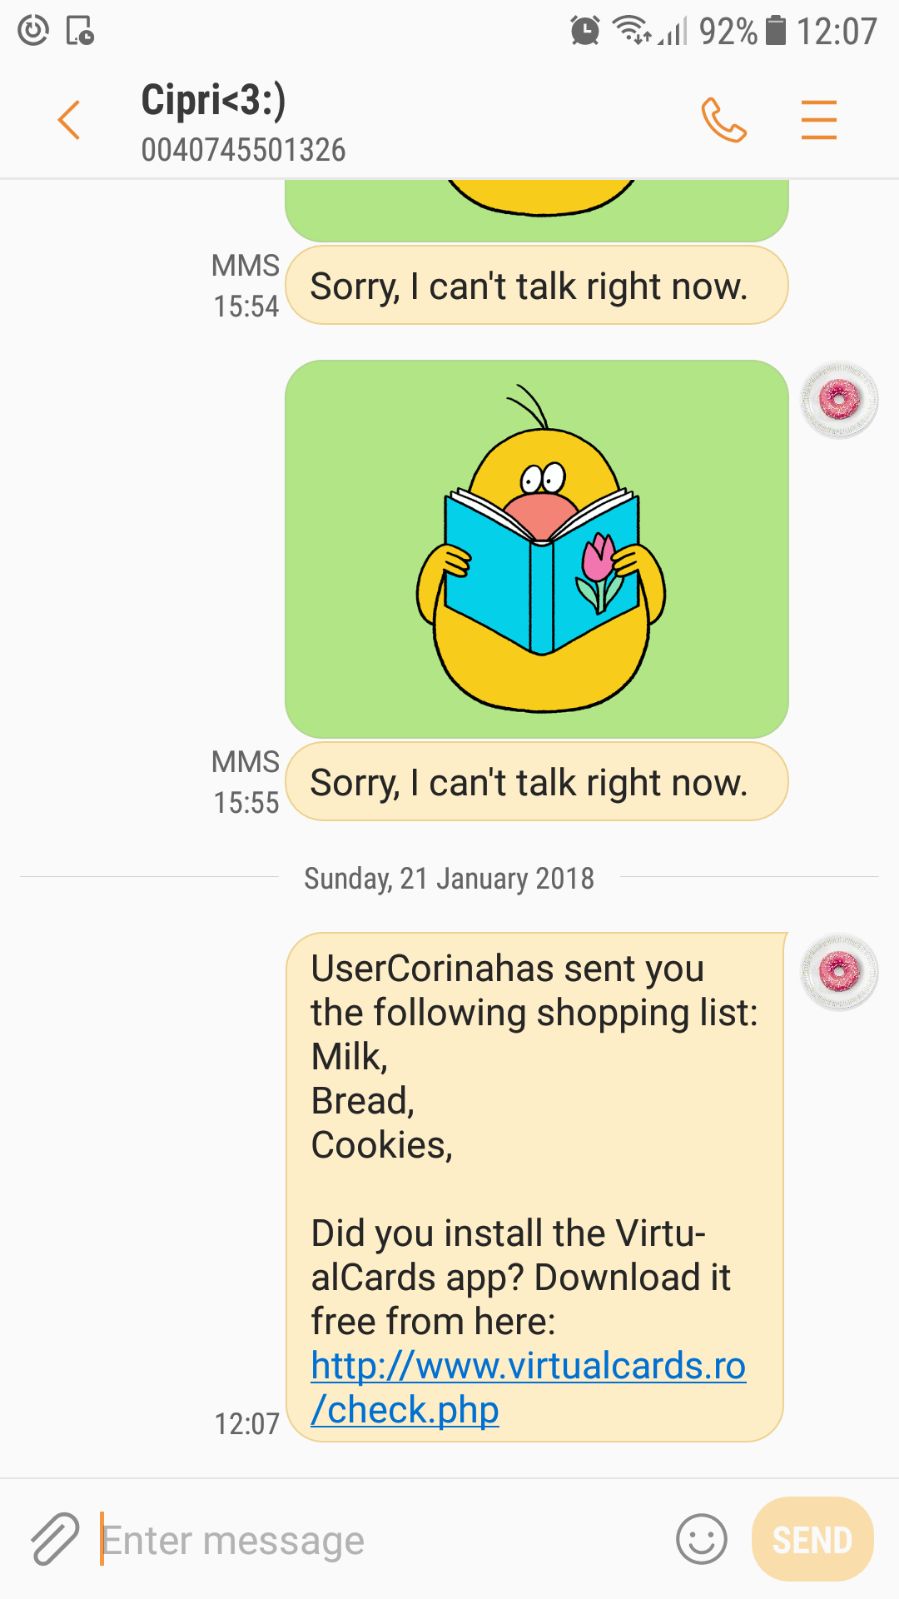 92% 12:07
Cipri<3:)
0040745501326
MMS
15:54
Sorry, I can't talk right now.
MMS
15:55
Sorry, I can't talk right now.
Sunday, 21 January 2018
UserCorinahas sent you
the following shopping list:
Milk,
Bread,
Cookies,
Did you install the Virtu-
alCards app? Download it
free from here:
http://www.virtualcards.ro
/check.php
12:07
Enter message
SEND